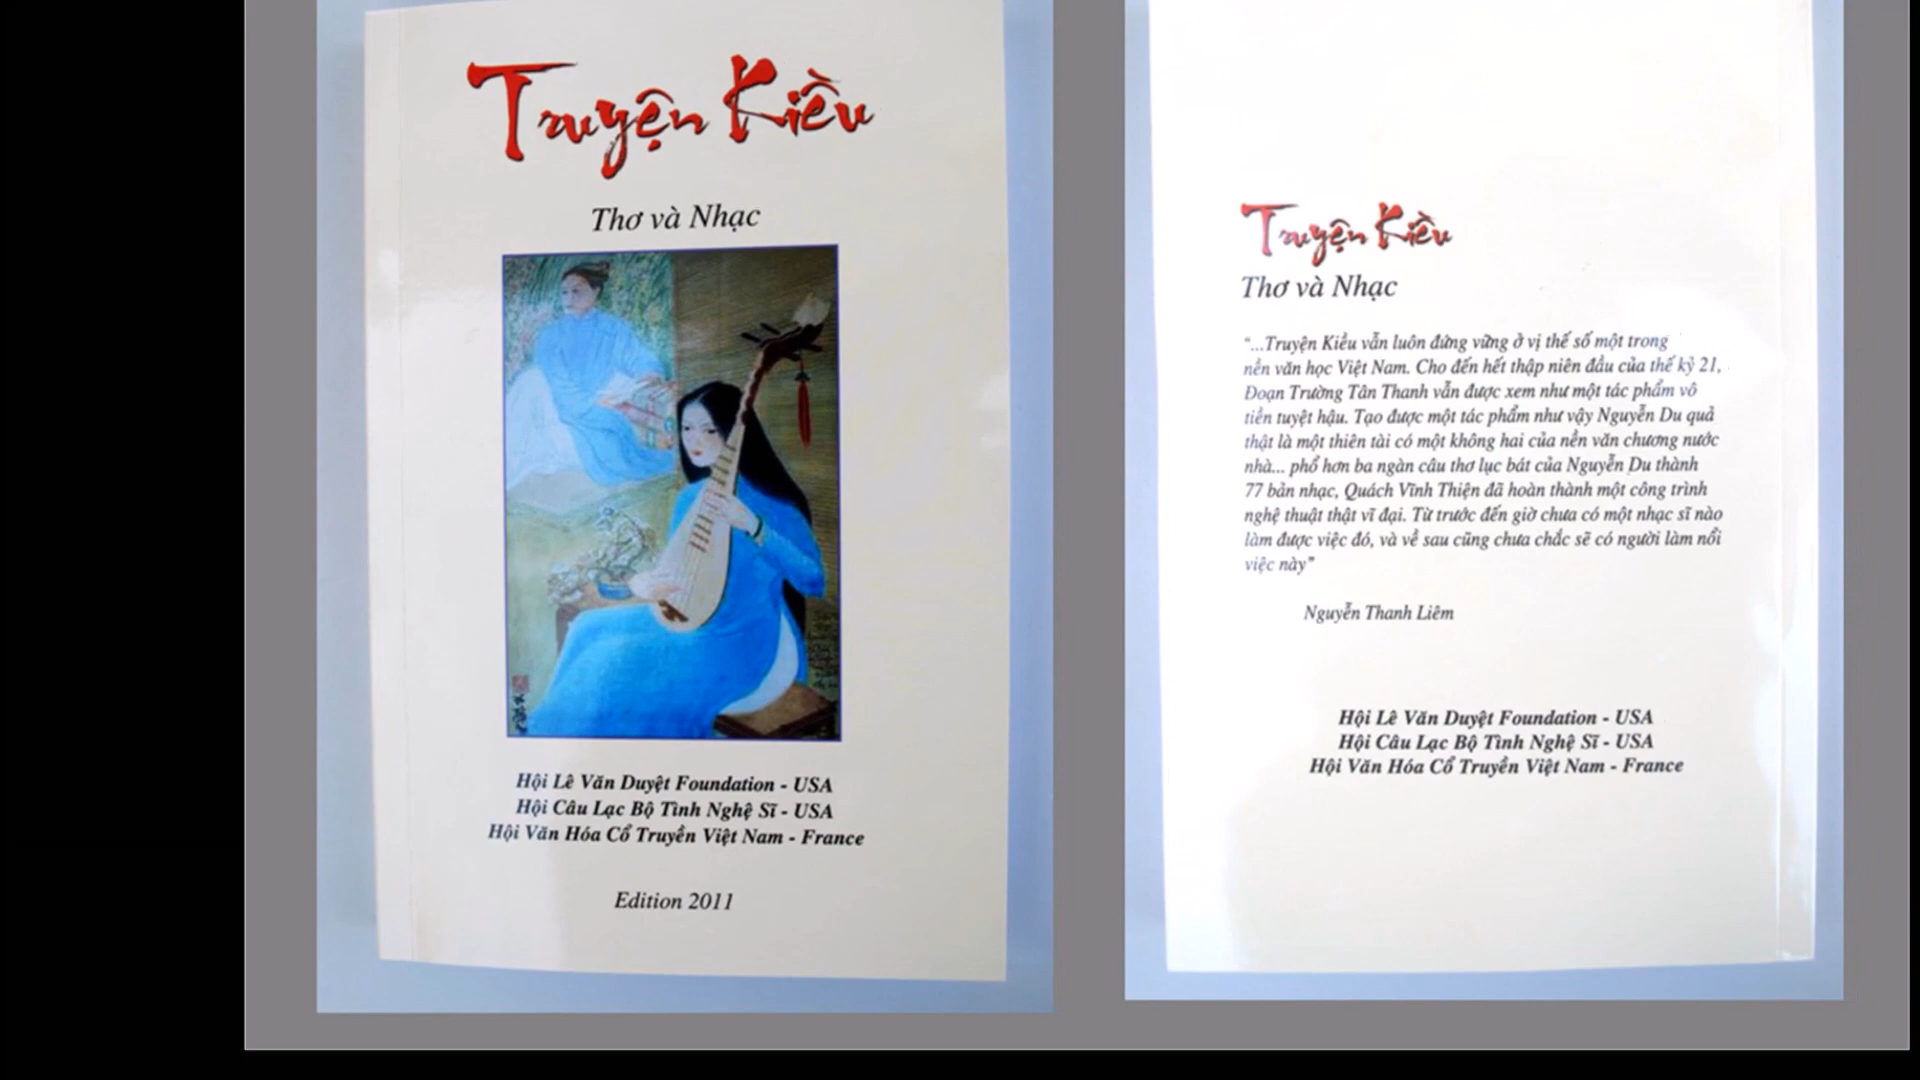 Truyện Kiều
Thơ và Nhạc
Hội Lê Văn Duyệt Foundation - USA
Hội Câu Lạc Bộ Tình Nghệ Sĩ - USA
Hội Văn Hóa Cổ Truyền Việt Nam - France
Edition 2011
Truyện Kiều
Thơ và Nhạc
"...Truyện Kiều vẫn luôn đứng vững ở vị thế số một trong
nền văn học Việt Nam. Cho đến hết thập niên đầu của thế kỷ 21,
Đoạn Trường Tân Thanh vẫn được xem như một tác phẩm vô
tiền tuyệt hậu. Tạo được một tác phẩm như vậy Nguyễn Du quả
thật là một thiên tài có một không hai của nền văn chương nước
nhà... phổ hơn ba ngàn câu thơ lục bát của Nguyễn Du thành
77 bản nhạc, Quách Vĩnh Thiện đã hoàn thành một công trình
nghệ thuật thật vĩ đại. Từ trước đến giờ chưa có một nhạc sĩ nào
làm được việc đó, và về sau cũng chưa chắc sẽ có người làm nổi
việc này"
Nguyễn Thanh Liêm
Hội Lê Văn Duyệt Foundation - USA
Hội Câu Lạc Bộ Tình Nghệ Sĩ - USA
Hội Văn Hóa Cổ Truyền Việt Nam - France